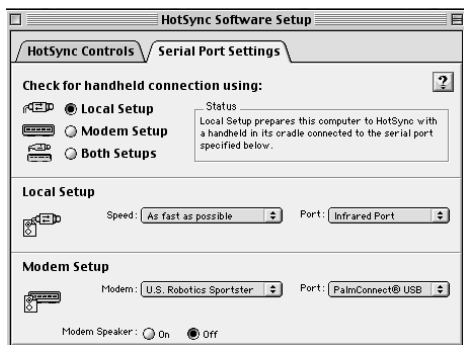 HotSync Software Setup
HotSync Controls
Serial Port Settings
Check for handheld connection using:
Local Setup
Modem Setup
Both Setups
Status
Local Setup prepares this computer to HotSync with
a handheld in its cradle connected to the serial port
specified below.
?
Local Setup
Speed: As fast as possible
Port: Infrared Port
Modem Setup
Modem: U.S. Robotics Sportster
Port: PalmConnect® USB
Modem Speaker: On Off